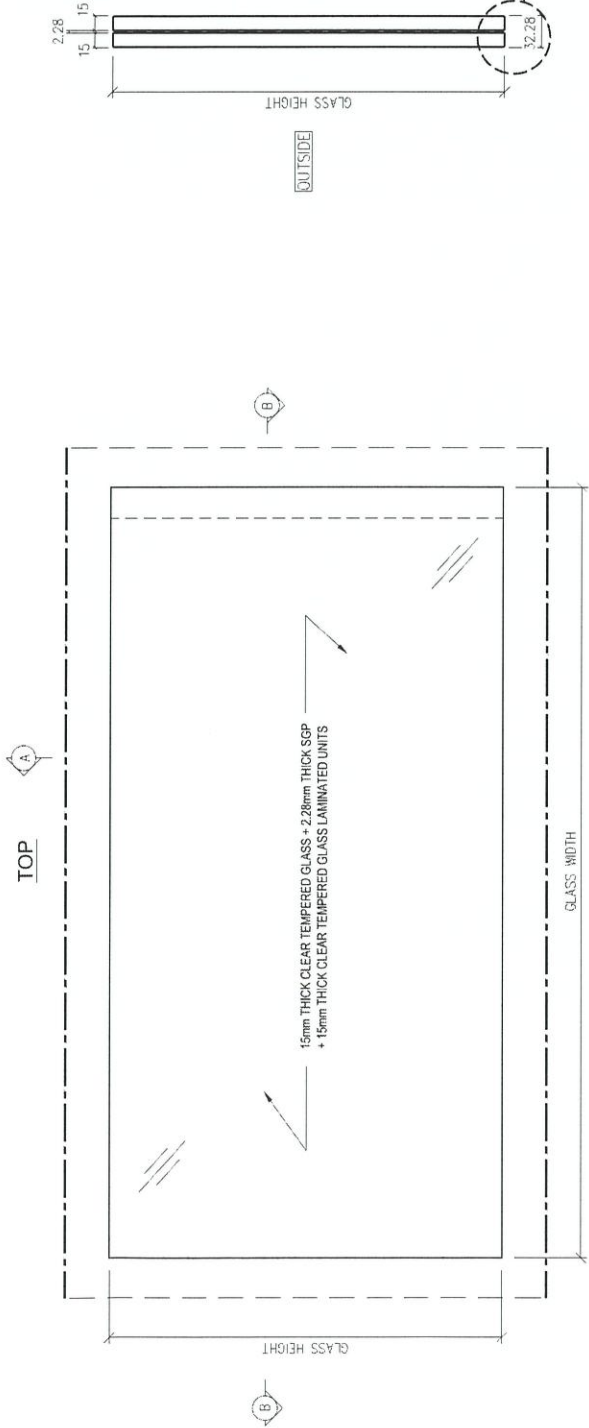 TOP
A
B
B
15mm THICK CLEAR TEMPERED GLASS + 2.28mm THICK SGP
+ 15mm THICK CLEAR TEMPERED GLASS LAMINATED UNITS
GLASS HEIGHT
GLASS WIDTH
OUTSIDE
GLASS HEIGHT
15
2.28
15
32.28